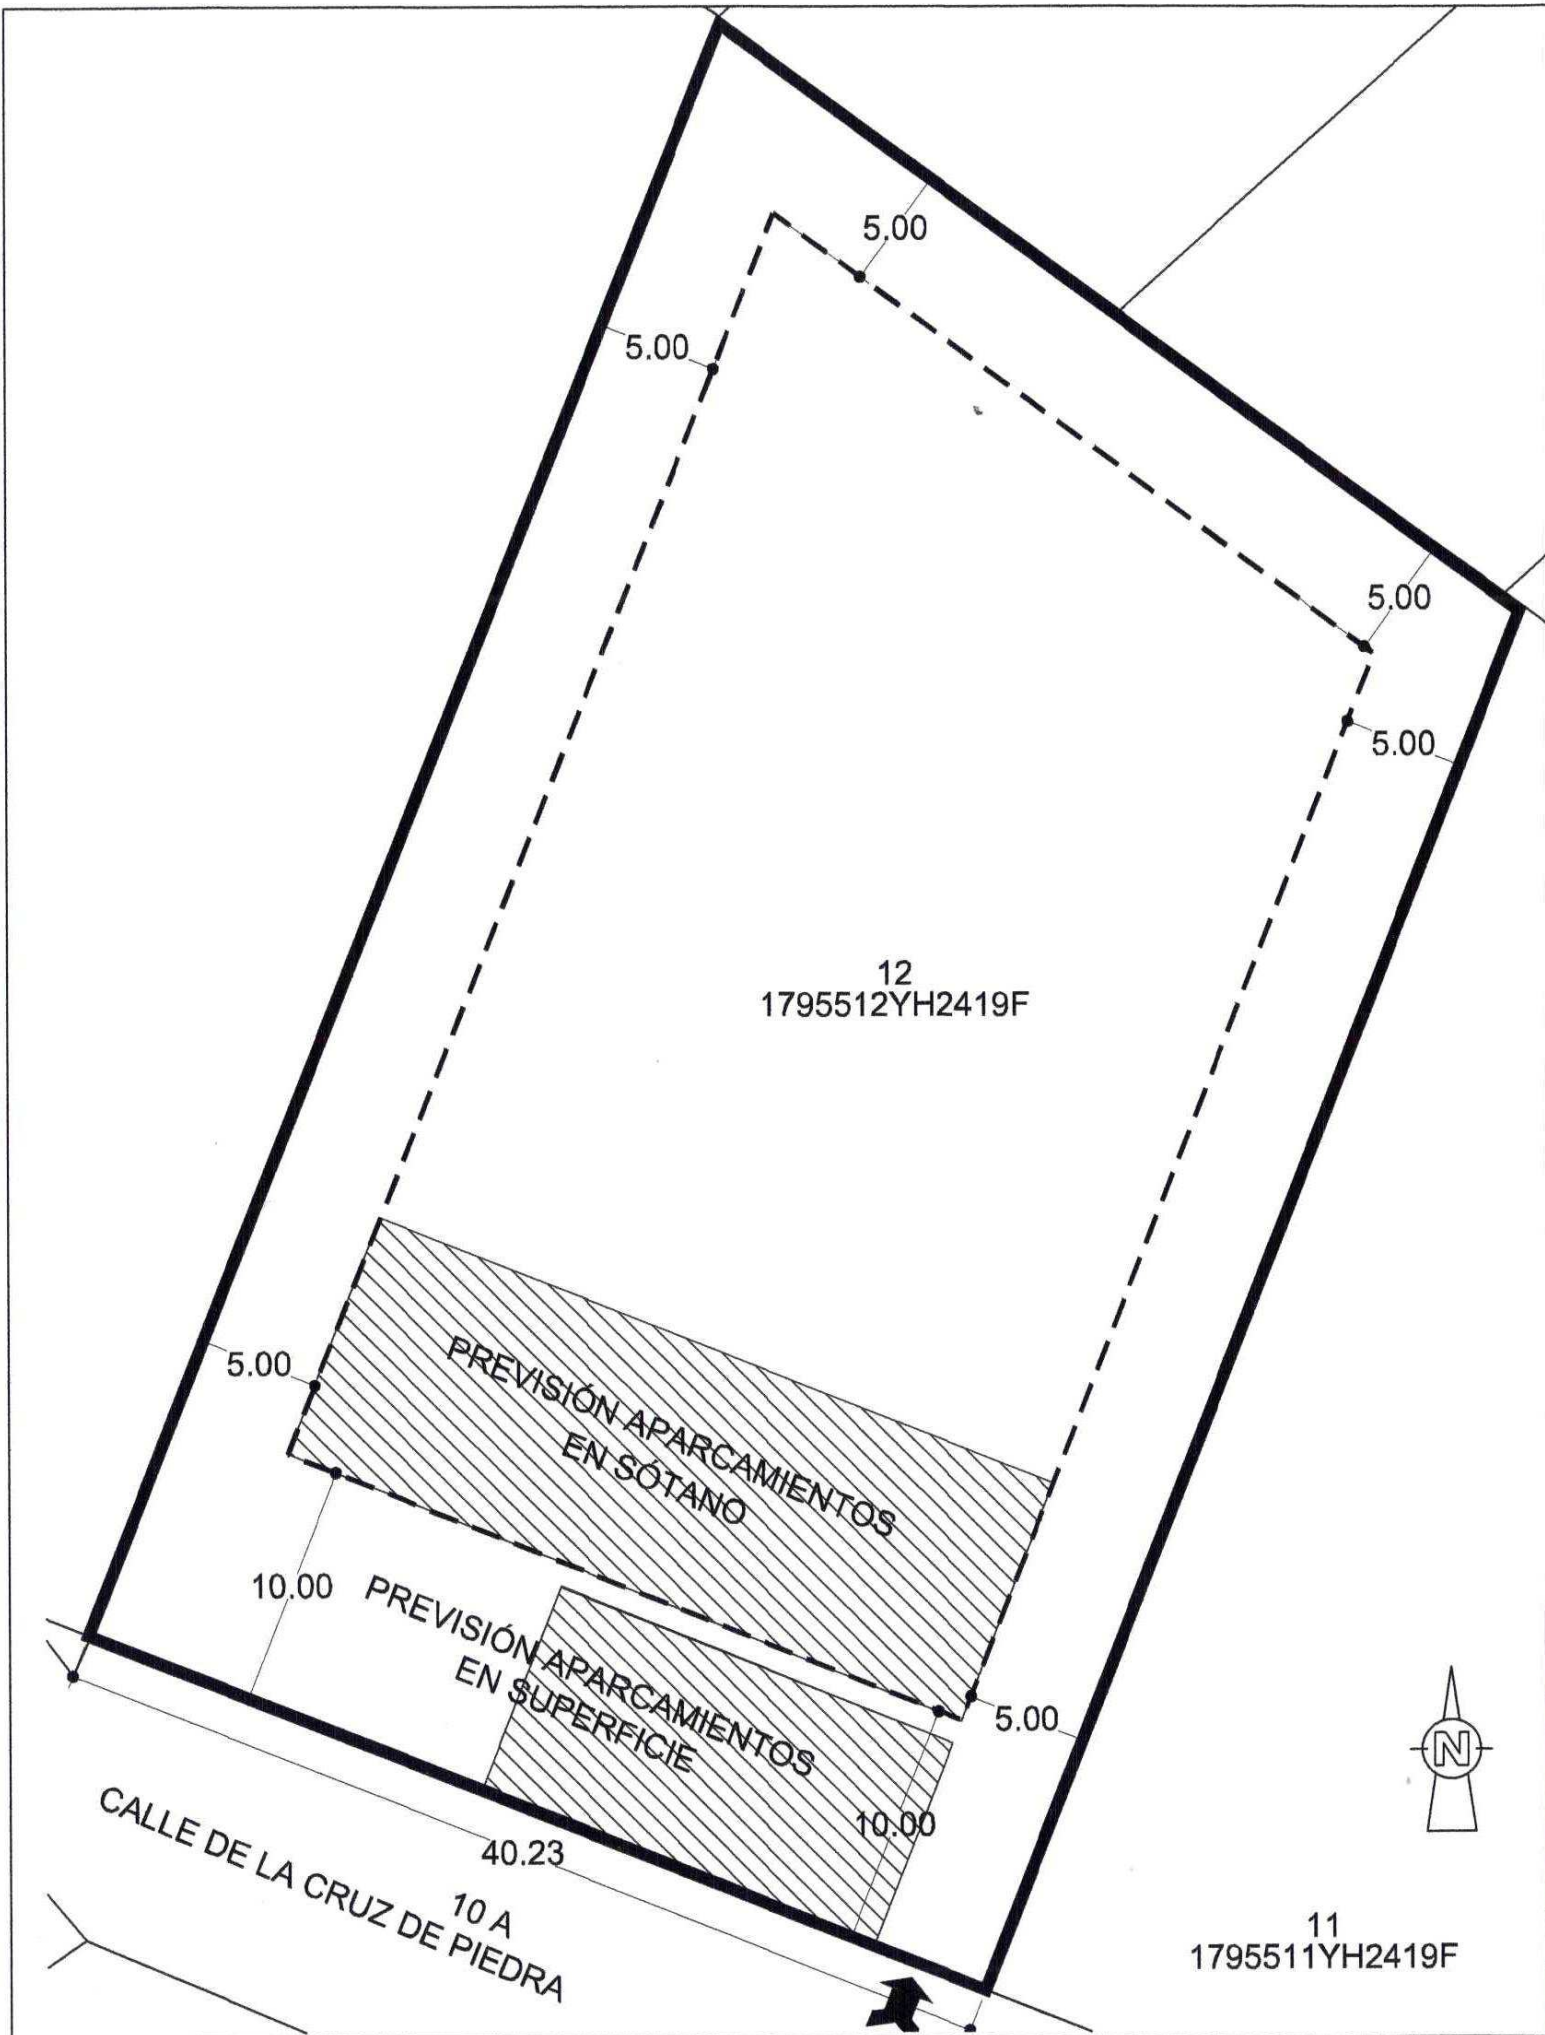 5.00
5.00
5.00
5.00
12
1795512YH2419F
PREVISIÓN APARCAMIENTOS
EN SÓTANO
5.00
10.00
PREVISIÓN APARCAMIENTOS
EN SUPERFICIE
5.00
10.00
40.23
CALLE DE LA CRUZ DE PIEDRA
10 A
N
11
1795511YH2419F